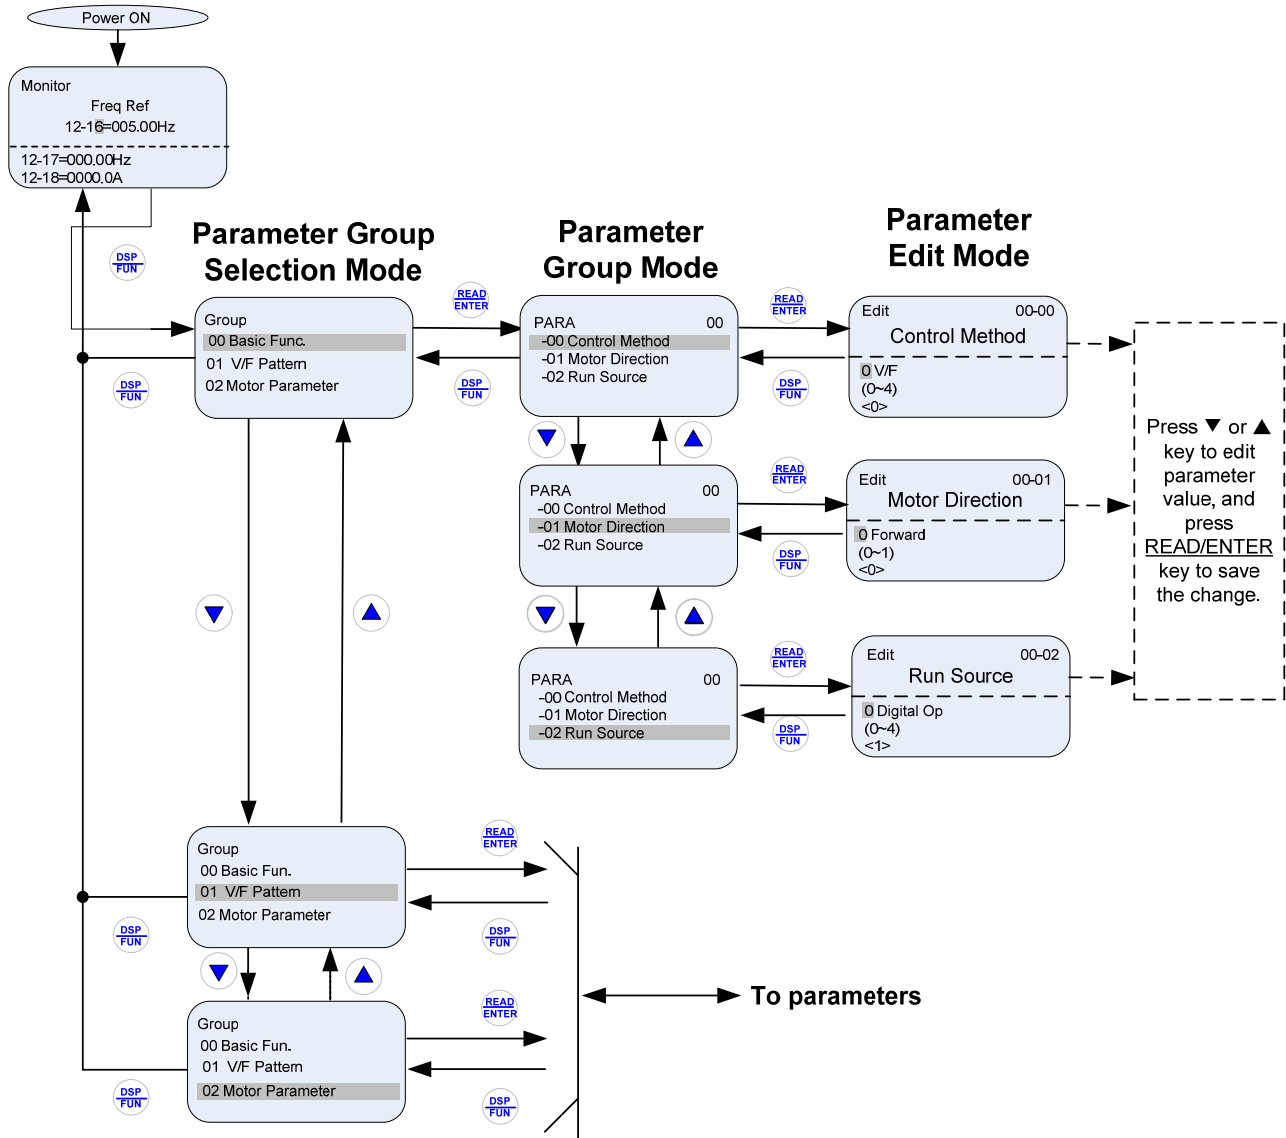 Power ON
Monitor
Freq Ref
12-16=005.00Hz
12-17=000.00Hz
12-18=0000.0A
DSP
FUN
Parameter Group
Selection Mode
Parameter
Group Mode
Parameter
Edit Mode
Group
00 Basic Func.
01 V/F Pattern
02 Motor Parameter
DSP
FUN
READ
ENTER
DSP
FUN
PARA 00
-00 Control Method
-01 Motor Direction
-02 Run Source
READ
ENTER
DSP
FUN
Edit 00-00
Control Method
0 V/F
(0~4)
<0>
PARA 00
-00 Control Method
-01 Motor Direction
-02 Run Source
READ
ENTER
DSP
FUN
Edit 00-01
Motor Direction
0 Forward
(0~1)
<0>
PARA 00
-00 Control Method
-01 Motor Direction
-02 Run Source
READ
ENTER
DSP
FUN
Edit 00-02
Run Source
0 Digital Op
(0~4)
<1>
Press ▼ or ▲
key to edit
parameter
value, and
press
READ/ENTER
key to save
the change.
Group
00 Basic Fun.
01 V/F Pattern
02 Motor Parameter
DSP
FUN
READ
ENTER
DSP
FUN
Group
00 Basic Fun.
01 V/F Pattern
02 Motor Parameter
DSP
FUN
READ
ENTER
DSP
FUN
To parameters